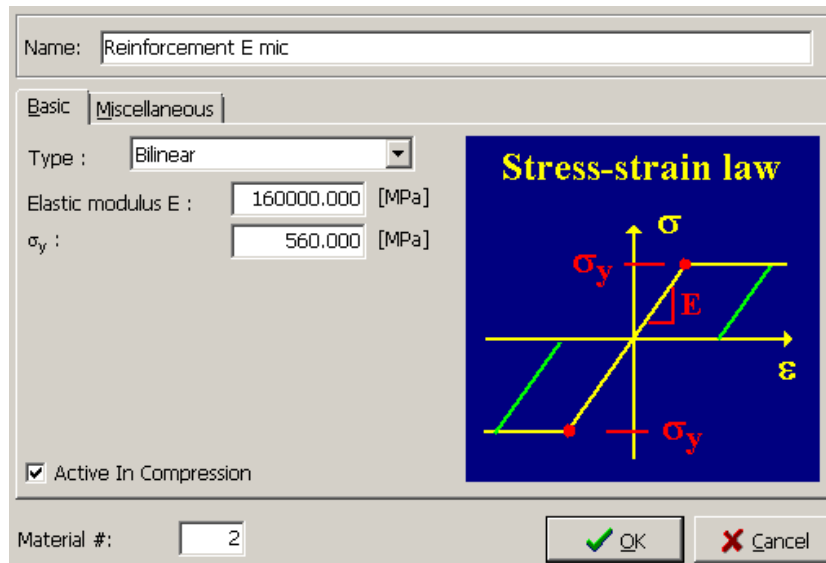 Name: Reinforcement E mic
Basic Miscellaneous
Type : Bilinear
Elastic modulus E : 160000.000 [MPa]
σy : 560.000 [MPa]
Active In Compression
Stress-strain law
σ
σy
E
ε
σy
Material #: 2
OK Cancel